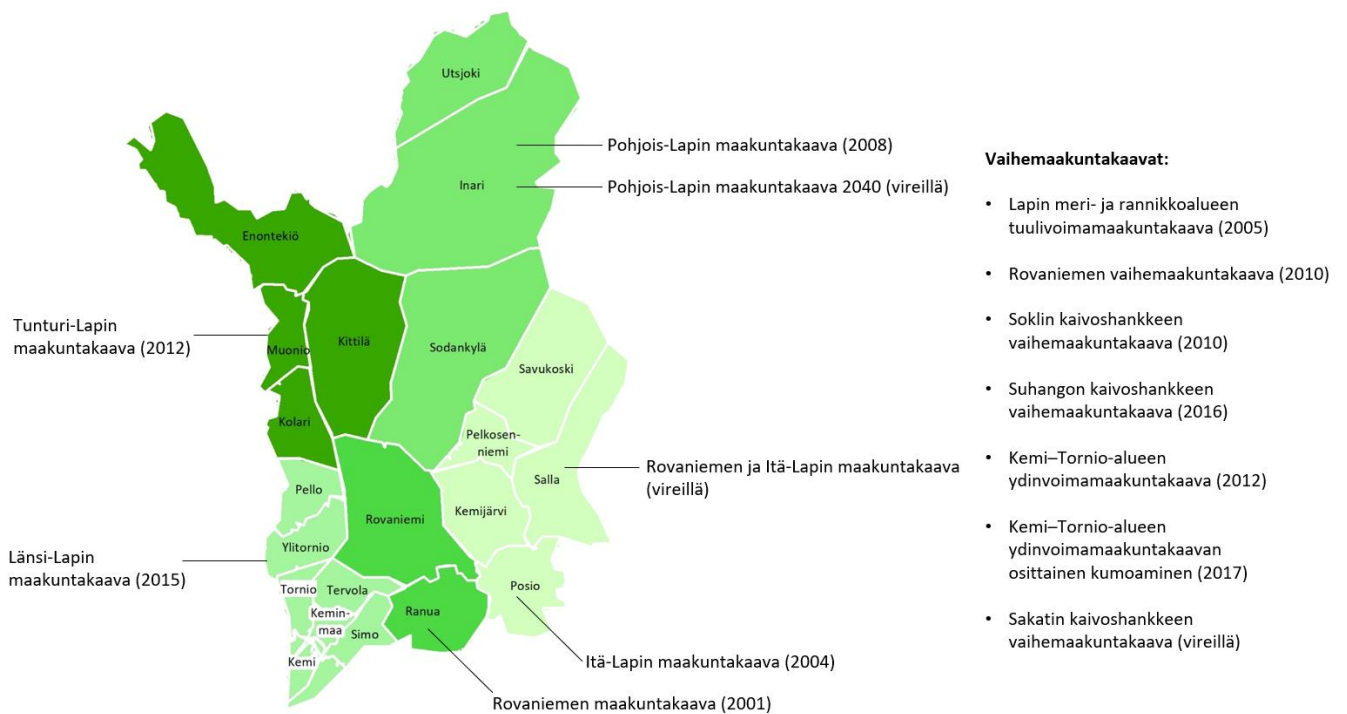 Utsjoki
Pohjois-Lapin maakuntakaava (2008)
Inari
Pohjois-Lapin maakuntakaava 2040 (vireillä)
Enontekiö
Tunturi-Lapin
maakuntakaava (2012)
Muonio
Kittilä
Sodankylä
Savukoski
Kolari
Pelkosen-
niemi
Salla
Rovaniemen ja Itä-Lapin maakuntakaava
(vireillä)
Pello
Rovaniemi
Kemijärvi
Länsi-Lapin
maakuntakaava (2015)
Ylitornio
Tornio
Tervola
Posio
Ranua
Kemin-
maa
Simo
Kemi
Itä-Lapin maakuntakaava (2004)
Rovaniemen maakuntakaava (2001)
Vaihemaakuntakaavat:
• Lapin meri- ja rannikkoalueen
tuulivoimamaakuntakaava (2005)
• Rovaniemen vaihemaakuntakaava (2010)
• Soklin kaivoshankkeen
vaihemaakuntakaava (2010)
• Suhangon kaivoshankkeen
vaihemaakuntakaava (2016)
• Kemi–Tornio-alueen
ydinvoimamaakuntakaava (2012)
• Kemi–Tornio-alueen
ydinvoimamaakuntakaavan
osittainen kumoaminen (2017)
• Sakatin kaivoshankkeen
vaihemaakuntakaava (vireillä)